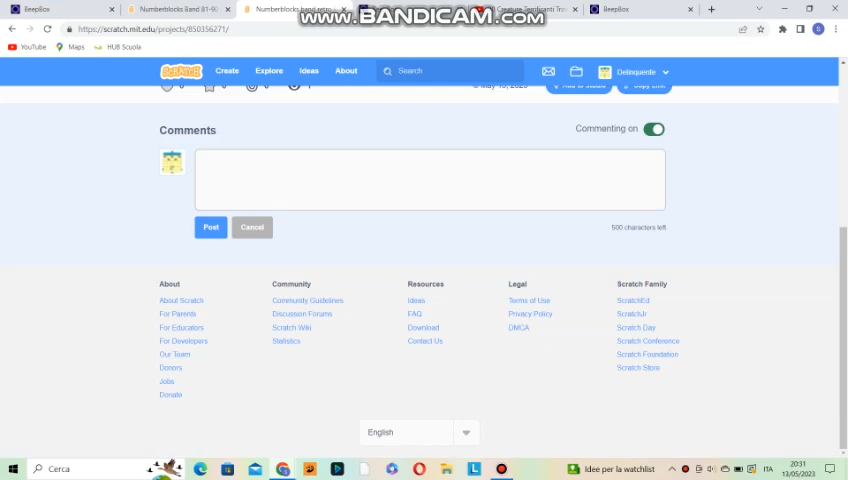 BeepBox
Numberblocks Band 81-90
Numberblocks band retro
WWW.BANDICAM.COM
BeepBox
https://scratch.mit.edu/projects/850356271/
YouTube
Maps
HUB Scuola
SCRATCH
Create
Explore
Ideas
About
Search
Delinquente
Comments
Commenting on
Post
Cancel
500 characters left
About
Community
Resources
Legal
Scratch Family
About Scratch
Community Guidelines
Ideas
Terms of Use
ScratchEd
For Parents
Discussion Forums
FAQ
Privacy Policy
ScratchJr
For Educators
Scratch Wiki
Download
DMCA
Scratch Day
For Developers
Statistics
Contact Us
Scratch Conference
Our Team
Scratch Foundation
Donors
Scratch Store
Jobs
Donate
English
Cerca
Idee per la watchlist
ITA
20:31
13/05/2023